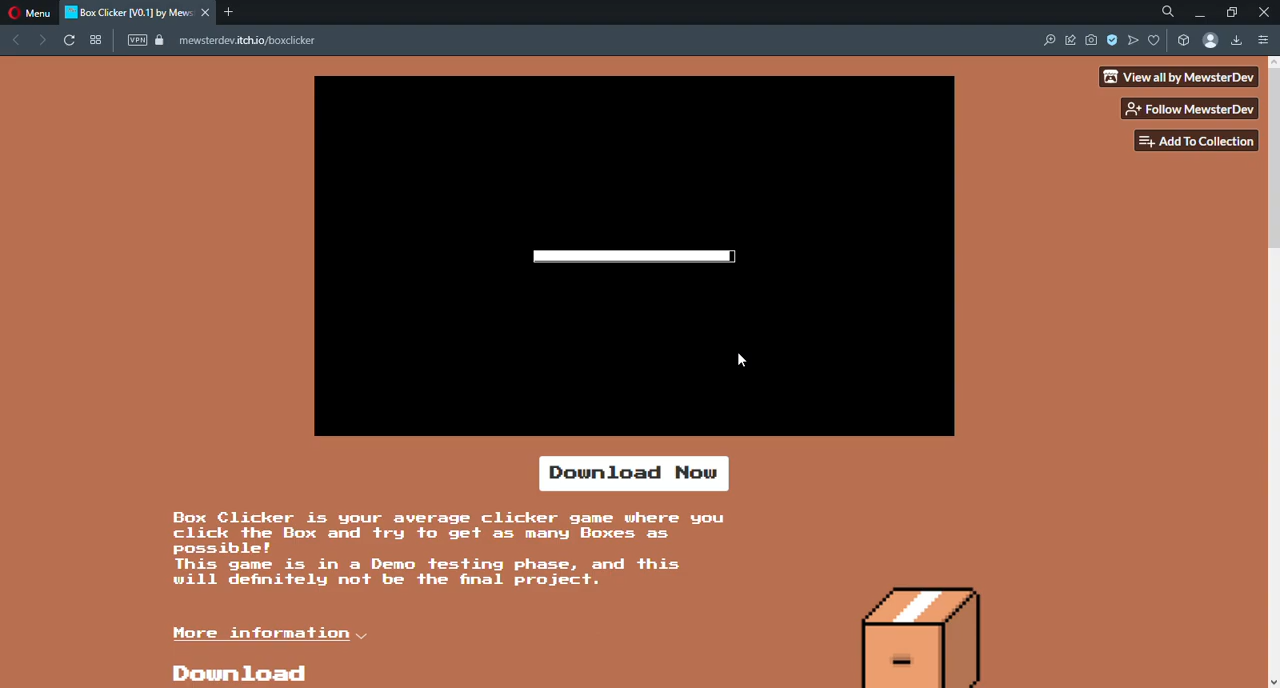 Menu
Box Clicker [V0.1] by Mews
VPN
mewsterdev.itch.io/boxclicker
View all by MewsterDev
Follow MewsterDev
Add To Collection
Download Now
Box Clicker is your average clicker game where you
click the Box and try to get as many Boxes as
possible!
This game is in a Demo testing phase, and this
will definitely not be the final project.
More information
Download